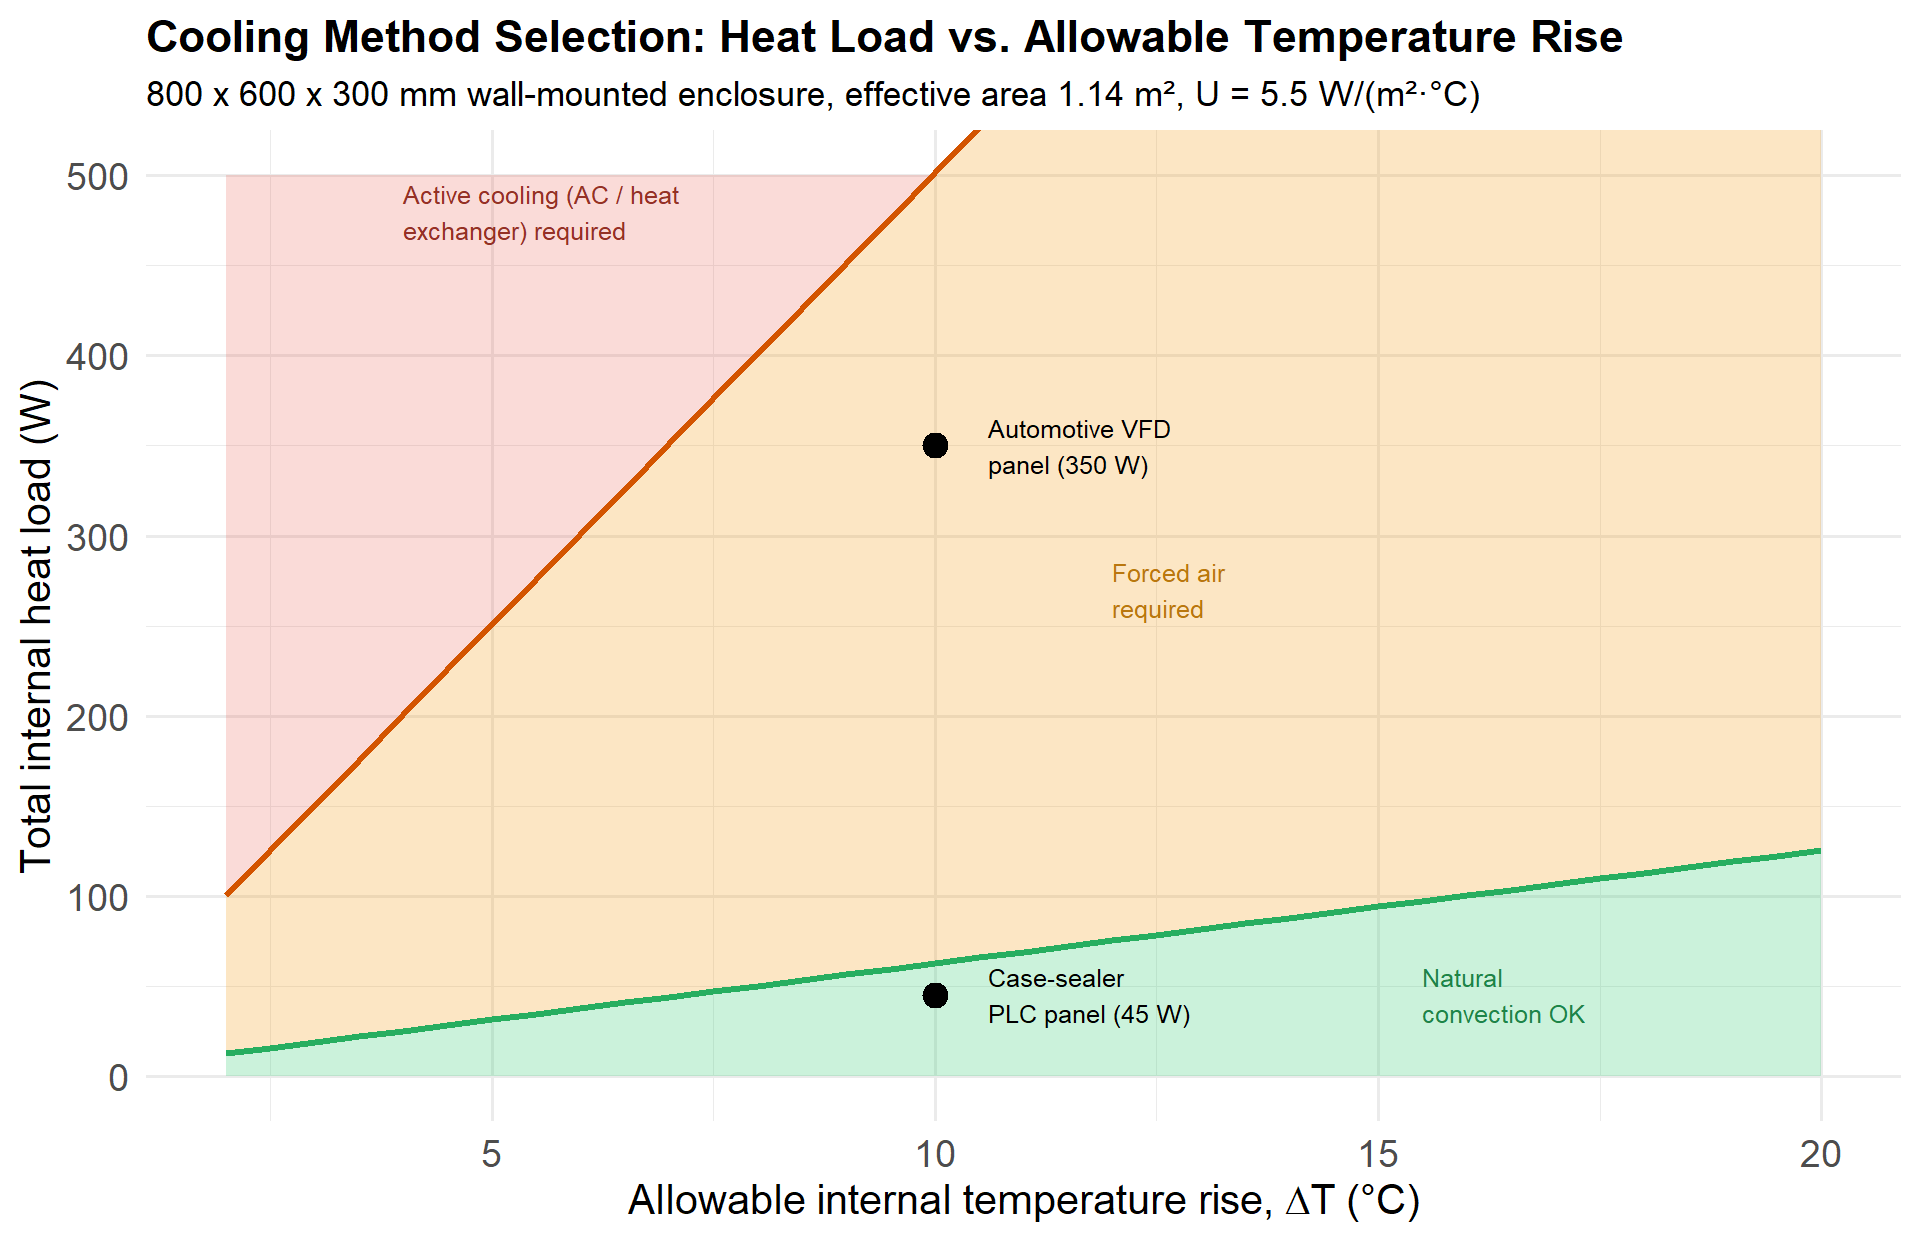 Cooling Method Selection: Heat Load vs. Allowable Temperature Rise
800 x 600 x 300 mm wall-mounted enclosure, effective area 1.14 m², U = 5.5 W/(m²·°C)
Total internal heat load (W)
500
400
300
200
100
0
Active cooling (AC / heat
exchanger) required
Automotive VFD
panel (350 W)
Forced air
required
Case-sealer
PLC panel (45 W)
Natural
convection OK
5
10
15
20
Allowable internal temperature rise, ΔT (°C)